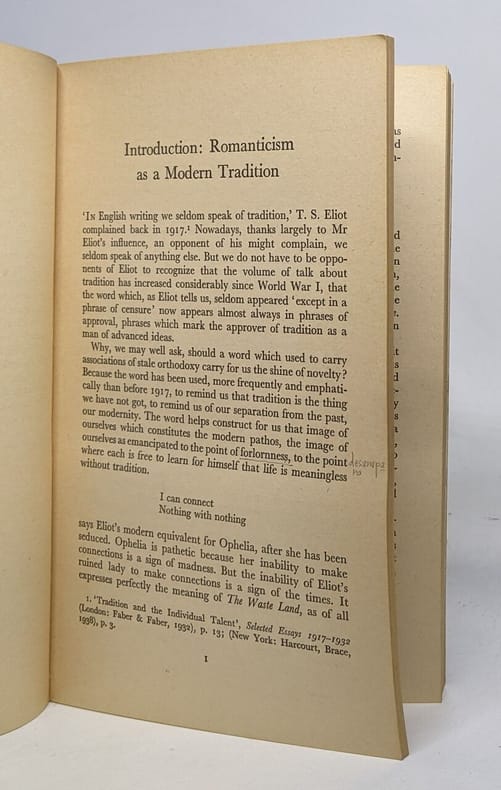 Introduction: Romanticism
as a Modern Tradition
‘IN English writing we seldom speak of tradition,’ T. S. Eliot
complained back in 1917.¹ Nowadays, thanks largely to Mr
Eliot’s influence, an opponent of his might complain, we
seldom speak of anything else. But we do not have to be oppo-
nents of Eliot to recognize that the volume of talk about
tradition has increased considerably since World War I, that
the word which, as Eliot tells us, seldom appeared ‘except in a
phrase of censure’ now appears almost always in phrases of
approval, phrases which mark the approver of tradition as a
man of advanced ideas.
Why, we may well ask, should a word which used to carry
associations of stale orthodoxy carry for us the shine of novelty?
Because the word has been used, more frequently and emphati-
cally than before 1917, to remind us that tradition is the thing
we have not got, to remind us of our separation from the past,
our modernity. The word helps construct for us that image of
ourselves which constitutes the modern pathos, the image of
ourselves as emancipated to the point of forlornness, to the point
where each is free to learn for himself that life is meaningless
without tradition.
I can connect
Nothing with nothing
says Eliot’s modern equivalent for Ophelia, after she has been
seduced. Ophelia is pathetic because her inability to make
connections is a sign of madness. But the inability of Eliot’s
ruined lady to make connections is a sign of the times. It
expresses perfectly the meaning of The Waste Land, as of all
1. ‘Tradition and the Individual Talent’, Selected Essays 1917–1932
(London: Faber & Faber, 1932), p. 13; (New York: Harcourt, Brace,
1938), p. 3.
1